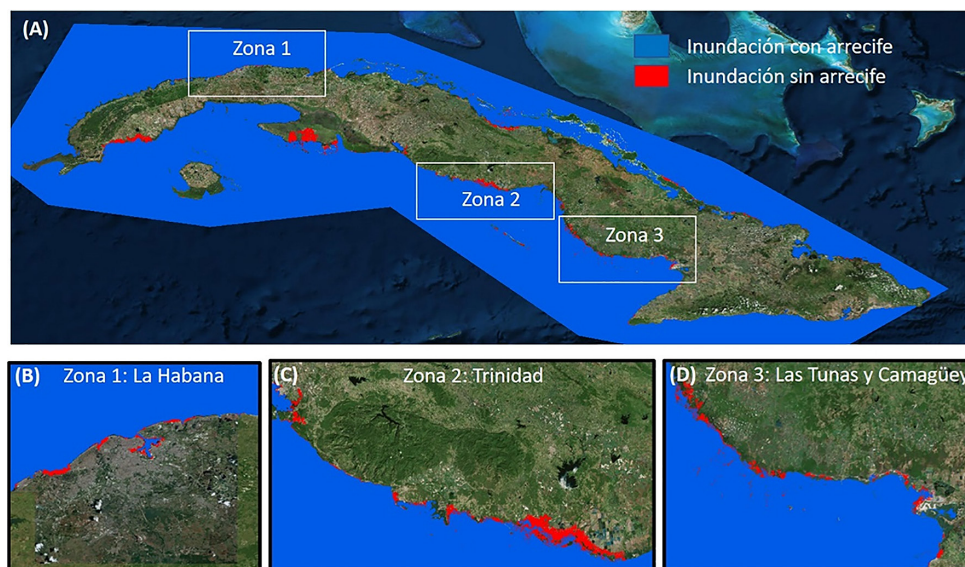 (A)
Zona 1
Inundación con arrecife
Inundación sin arrecife
Zona 2
Zona 3
(B) Zona 1: La Habana
(C) Zona 2: Trinidad
(D) Zona 3: Las Tunas y Camagüey